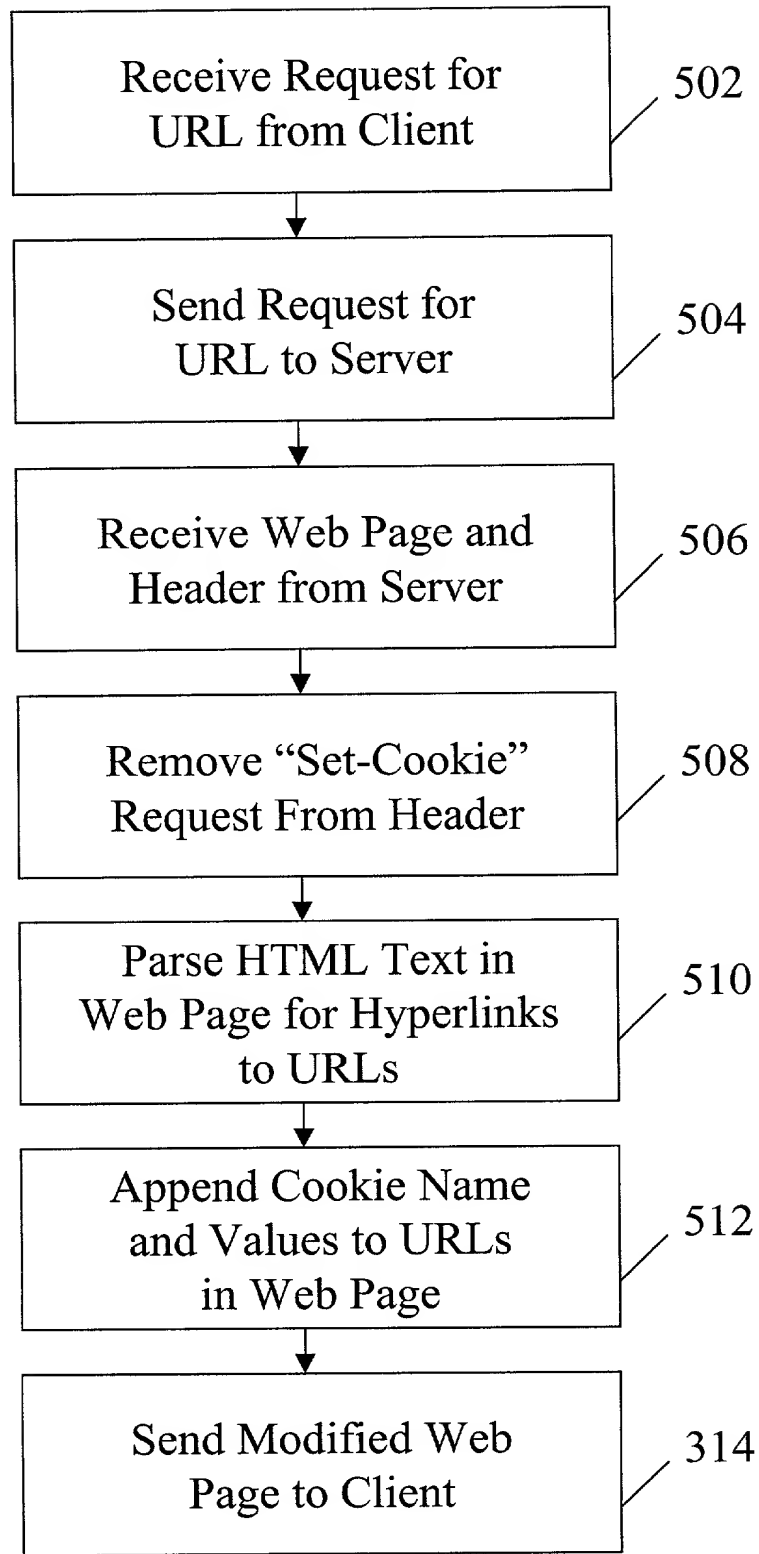 Receive Request for
URL from Client
502
Send Request for
URL to Server
504
Receive Web Page and
Header from Server
506
Remove “Set-Cookie”
Request From Header
508
Parse HTML Text in
Web Page for Hyperlinks
to URLs
510
Append Cookie Name
and Values to URLs
in Web Page
512
Send Modified Web
Page to Client
314